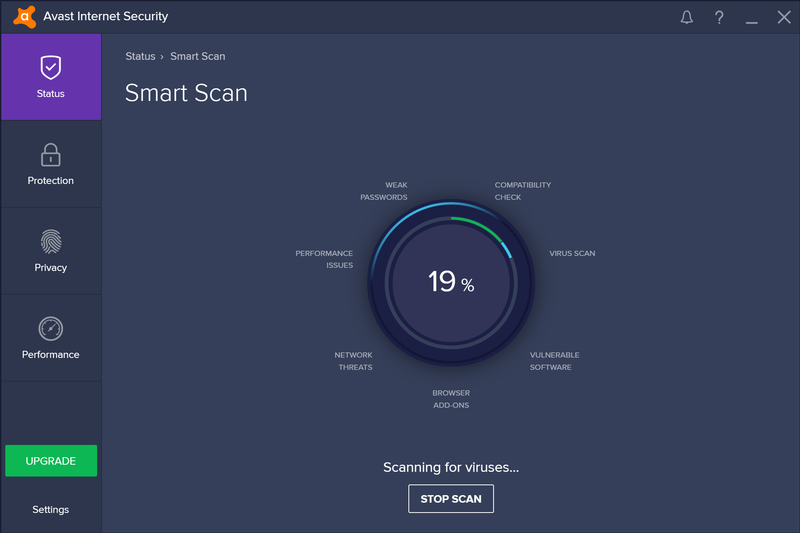 Avast Internet Security
?
Status
Protection
Privacy
Performance
UPGRADE
Settings
Status › Smart Scan
Smart Scan
WEAK
PASSWORDS
COMPATIBILITY
CHECK
PERFORMANCE
ISSUES
VIRUS SCAN
19 %
NETWORK
THREATS
VULNERABLE
SOFTWARE
BROWSER
ADD-ONS
Scanning for viruses...
STOP SCAN